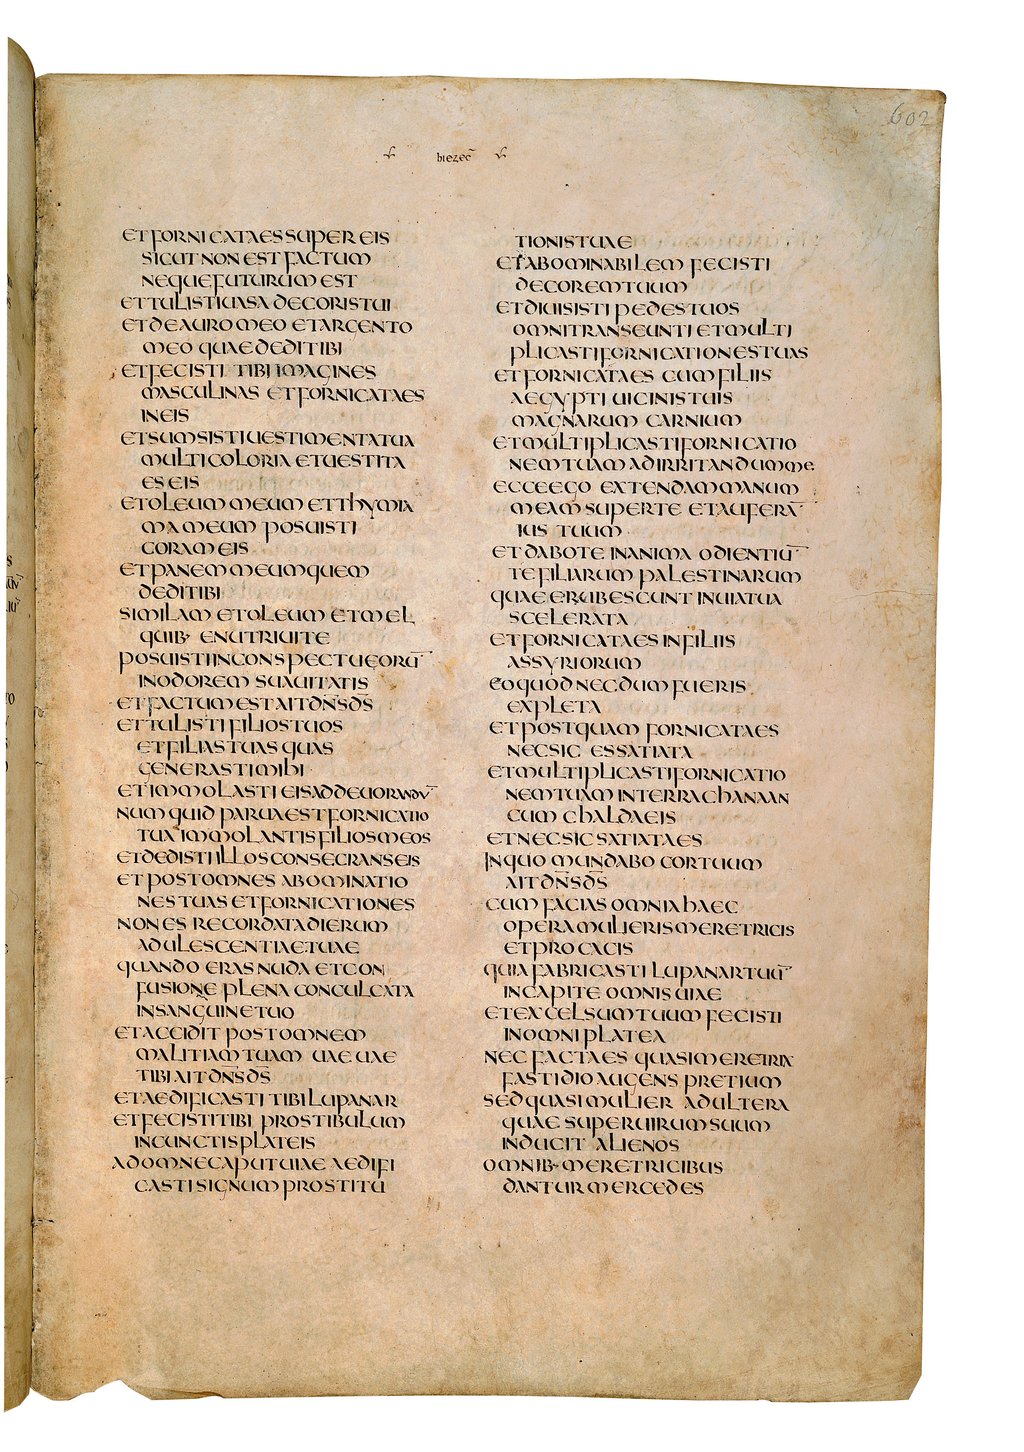 602
hiezec̄
ET FORNICATA ES SUPER EIS
SICUT NON EST FACTUM
NEQUE FUTURUM EST
ET TULISTI UASA DECORIS TUI
ET DE AURO MEO ET ARGENTO
MEO QUAE DEDI TIBI
ET FECISTI TIBI IMAGINES
MASCULINAS ET FORNICATA ES
IN EIS
ET SUMSISTI UESTIMENTA TUA
MULTICOLORIA ET UESTITA
ES EIS
ET OLEUM MEUM ET THYMIA
MA MEUM POSUISTI
CORAM EIS
ET PANEM MEUM QUEM
DEDI TIBI
SIMILAM ET OLEUM ET MEL
QUIB· ENUTRIUI TE
POSUISTI IN CONSPECTU EORŪ
IN ODOREM SUAUITATIS
ET FACTUM EST AIT DN̄S DS̄
ET TULISTI FILIOS TUOS
ET FILIAS TUAS QUAS
GENERASTI MIHI
ET IMMOLASTI EIS AD DEUORANDŪ
NUMQUID PARUA EST FORNICATIO
TUA IMMOLANTIS FILIOS MEOS
ET DEDISTI ILLOS CONSECRANS EIS
ET POST OMNES ABOMINATIO
NES TUAS ET FORNICATIONES
NON ES RECORDATA DIERUM
ADULESCENTIAE TUAE
QUANDO ERAS NUDA ET CON
FUSIONE PLENA CONCULCATA
IN SANGUINE TUO
ET ACCIDIT POST OMNEM
MALITIAM TUAM UAE UAE
TIBI AIT DN̄S DS̄
ET AEDIFICASTI TIBI LUPANAR
ET FECISTI TIBI PROSTIBULUM
IN CUNCTIS PLATEIS
AD OMNE CAPUT UIAE AEDIFI
CASTI SIGNUM PROSTITU
TIONIS TUAE
ET ABOMINABILEM FECISTI
DECOREM TUUM
ET DIUISISTI PEDES TUOS
OMNI TRANSEUNTI ET MULTI
PLICASTI FORNICATIONES TUAS
ET FORNICATA ES CUM FILIIS
AEGYPTI UICINIS TUIS
MAGNARUM CARNIUM
ET MULTIPLICASTI FORNICATIO
NEM TUAM AD IRRITANDUM ME
ECCE EGO EXTENDAM MANUM
MEAM SUPER TE ET AUFERĀ
IUS TUUM
ET DABO TE IN ANIMA ODIENTIŪ
TE FILIARUM PALESTINARUM
QUAE ERUBESCUNT IN UIA TUA
SCELERATA
ET FORNICATA ES IN FILIIS
ASSYRIORUM
EO QUOD NECDUM FUERIS
EXPLETA
ET POSTQUAM FORNICATA ES
NEC SIC ES SATIATA
ET MULTIPLICASTI FORNICATIO
NEM TUAM IN TERRA CHANAAN
CUM CHALDAEIS
ET NEC SIC SATIATA ES
IN QUO MUNDABO COR TUUM
AIT DN̄S DS̄
CUM FACIAS OMNIA HAEC
OPERA MULIERIS MERETRICIS
ET PROCACIS
QUIA FABRICASTI LUPANAR TUŪ
IN CAPITE OMNIS UIAE
ET EXCELSUM TUUM FECISTI
IN OMNI PLATEA
NEC FACTA ES QUASI MERETRIX
FASTIDIO AUGENS PRETIUM
SED QUASI MULIER ADULTERA
QUAE SUPER UIRUM SUUM
INDUCIT ALIENOS
OMNIB· MERETRICIBUS
DANTUR MERCEDES